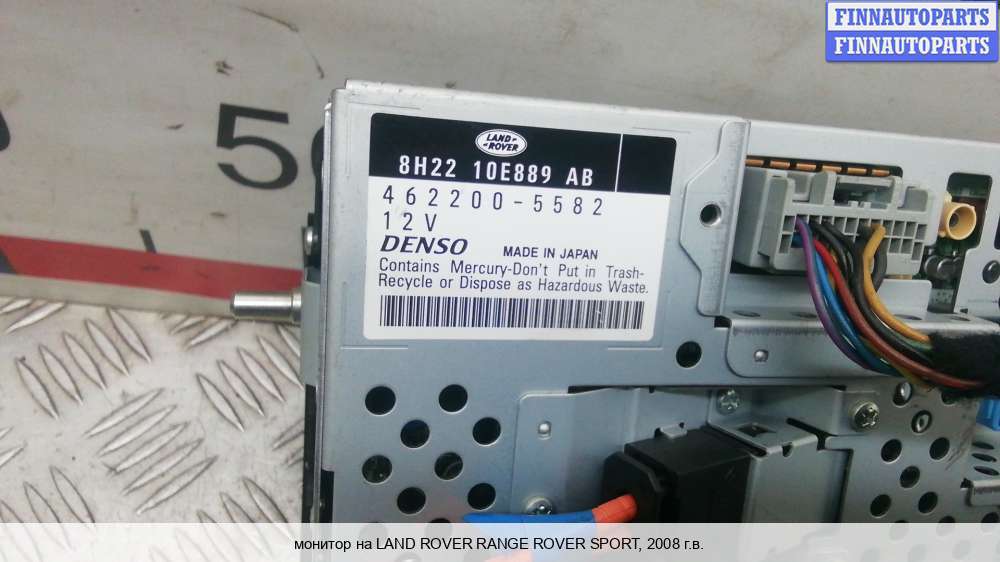 FINNAUTOPARTS
FINNAUTOPARTS
50
LAND-
ROVER
8H22 10E889 AB
462200-5582
12V
DENSO MADE IN JAPAN
Contains Mercury-Don't Put in Trash-
Recycle or Dispose as Hazardous Waste.
монитор на LAND ROVER RANGE ROVER SPORT, 2008 г.в.